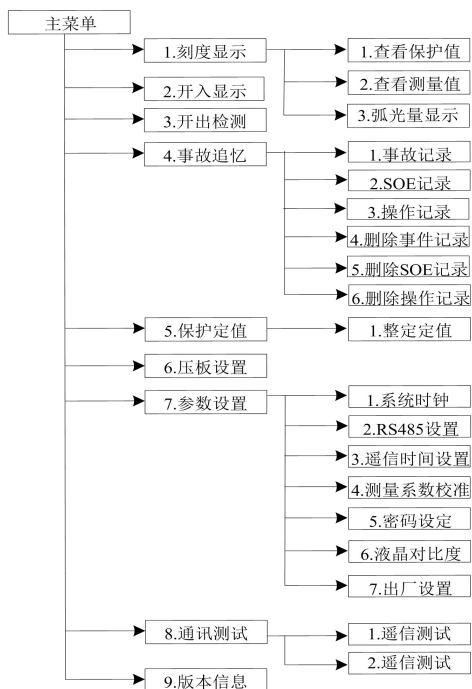 主菜单
1.刻度显示
1.查看保护值
2.查看测量值
3.弧光量显示
2.开入显示
3.开出检测
4.事故追忆
1.事故记录
2.SOE记录
3.操作记录
4.删除事件记录
5.删除SOE记录
6.删除操作记录
5.保护定值
1.整定定值
6.压板设置
7.参数设置
1.系统时钟
2.RS485设置
3.遥信时间设置
4.测量系数校准
5.密码设定
6.液晶对比度
7.出厂设置
8.通讯测试
1.遥信测试
2.遥信测试
9.版本信息